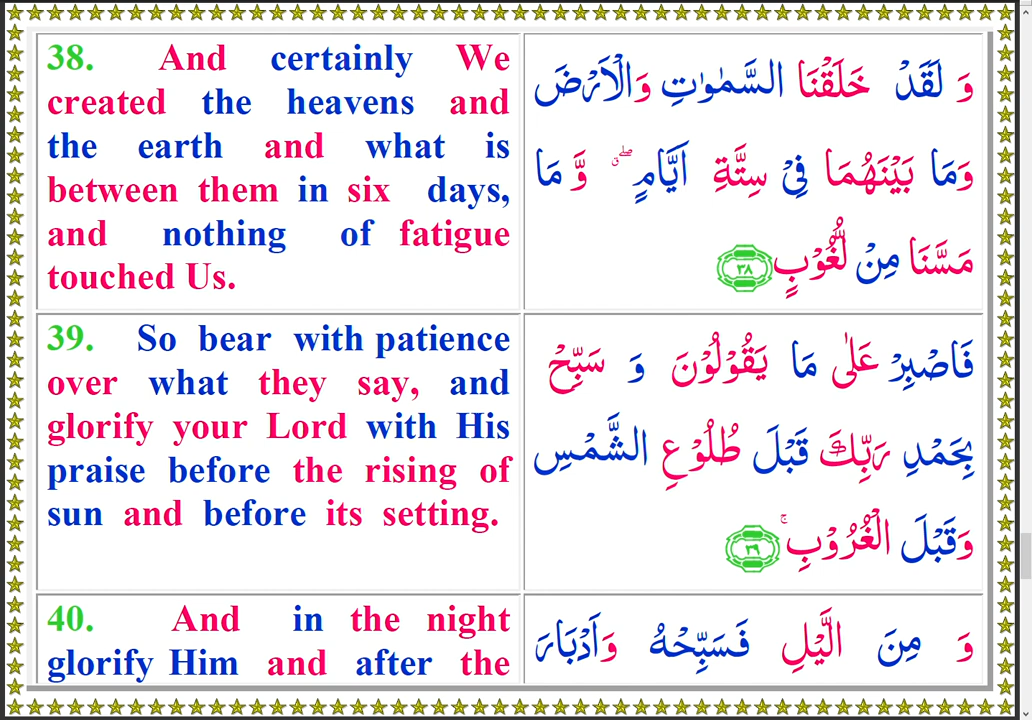 38. And certainly We
created the heavens and
the earth and what is
between them in six days,
and nothing of fatigue
touched Us.
وَ لَقَدْ خَلَقْنَا السَّمٰوٰتِ وَالْاَرْضَ
وَمَا بَيْنَهُمَا فِيْ سِتَّةِ اَيَّامٍ ۖق وَّ مَا
مَسَّنَا مِنْ لُّغُوْبٍ ﴿۳۸﴾
39. So bear with patience
over what they say, and
glorify your Lord with His
praise before the rising of
sun and before its setting.
فَاصْبِرْ عَلٰى مَا يَقُوْلُوْنَ وَ سَبِّحْ
بِحَمْدِ رَبِّكَ قَبْلَ طُلُوْعِ الشَّمْسِ
وَقَبْلَ الْغُرُوْبِ ۚ ﴿۳۹﴾
40. And in the night
glorify Him and after the
وَ مِنَ الَّيْلِ فَسَبِّحْهُ وَاَدْبَارَ